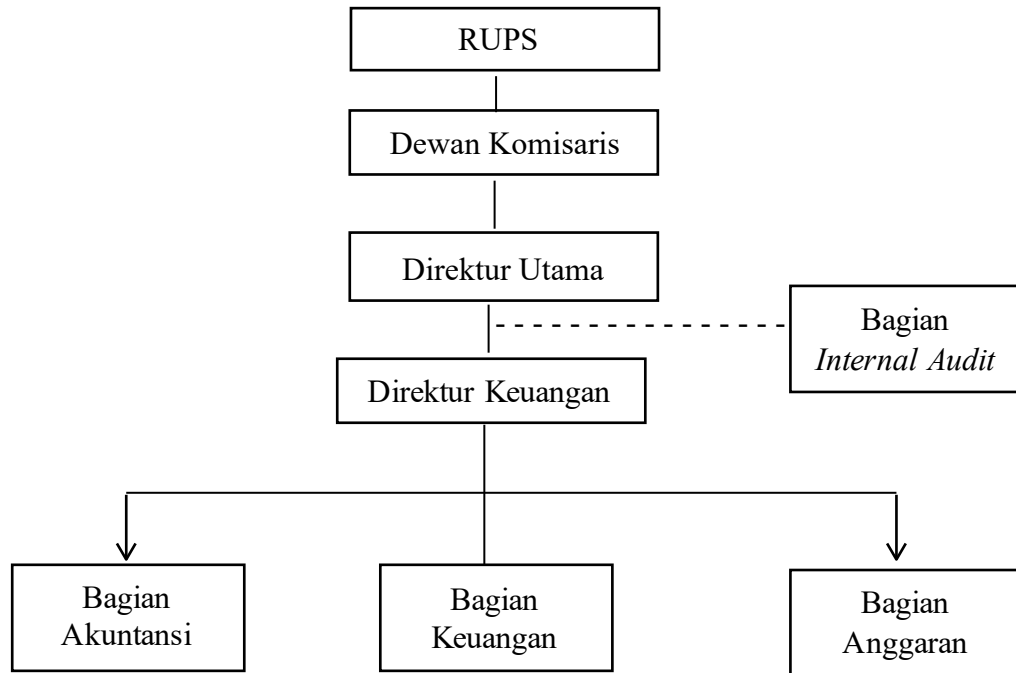 RUPS
Dewan Komisaris
Direktur Utama
Bagian
Internal Audit
Direktur Keuangan
Bagian
Akuntansi
Bagian
Keuangan
Bagian
Anggaran